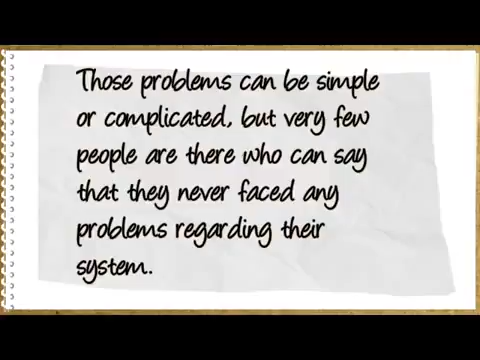 Those problems can be simple
or complicated, but very few
people are there who can say
that they never faced any
problems regarding their
system.